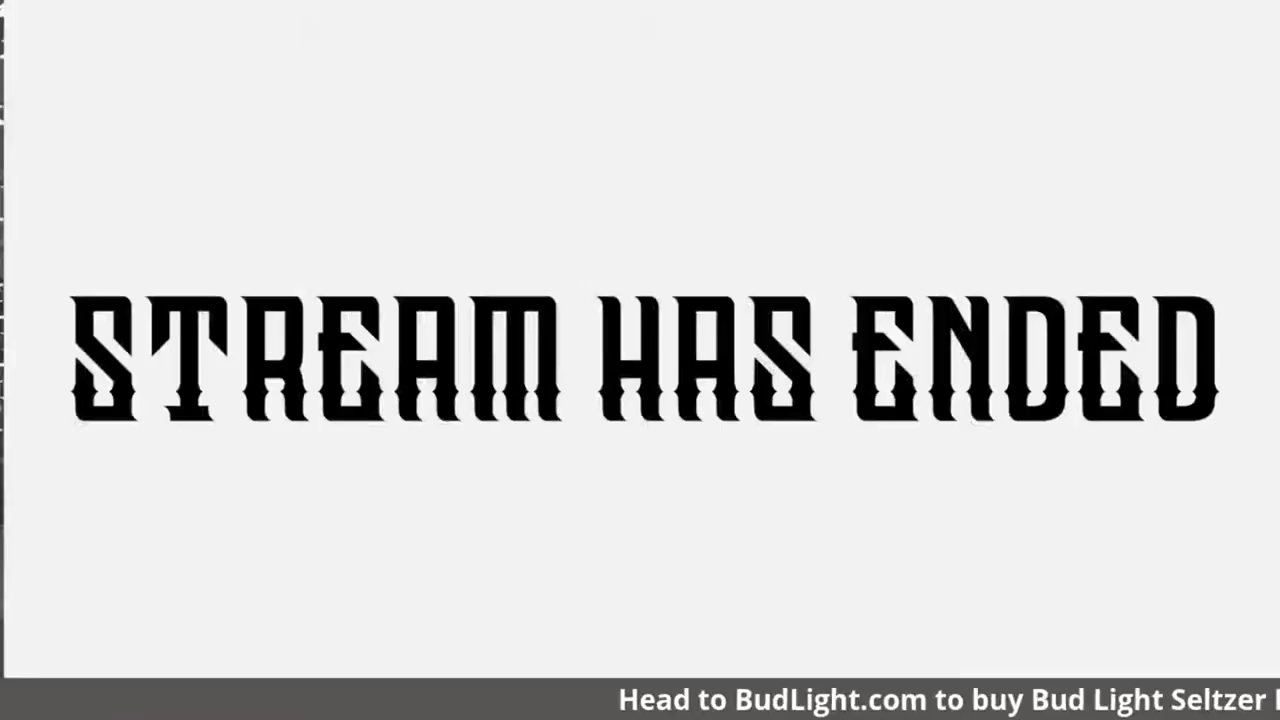 STREAM HAS ENDED
Head to BudLight.com to buy Bud Light Seltzer